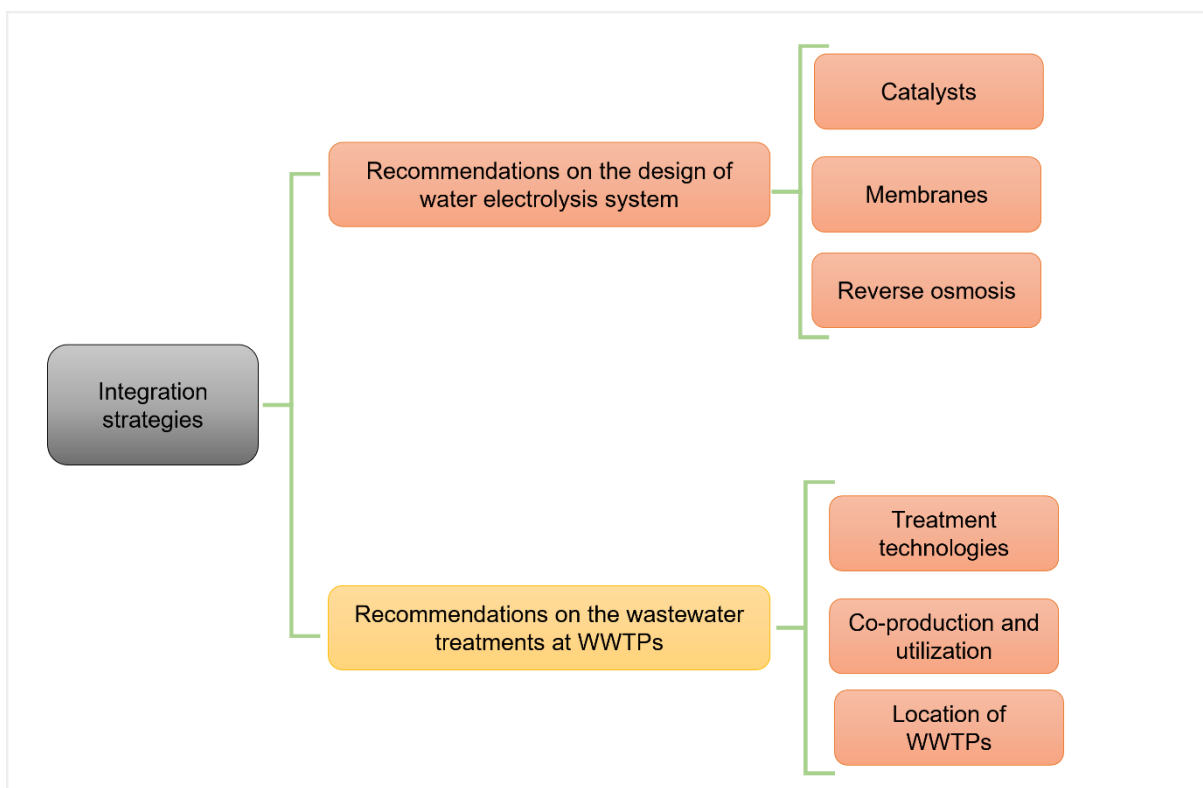 Catalysts
Recommendations on the design of
water electrolysis system
Membranes
Reverse osmosis
Integration
strategies
Treatment
technologies
Recommendations on the wastewater
treatments at WWTPs
Co-production and
utilization
Location of
WWTPs